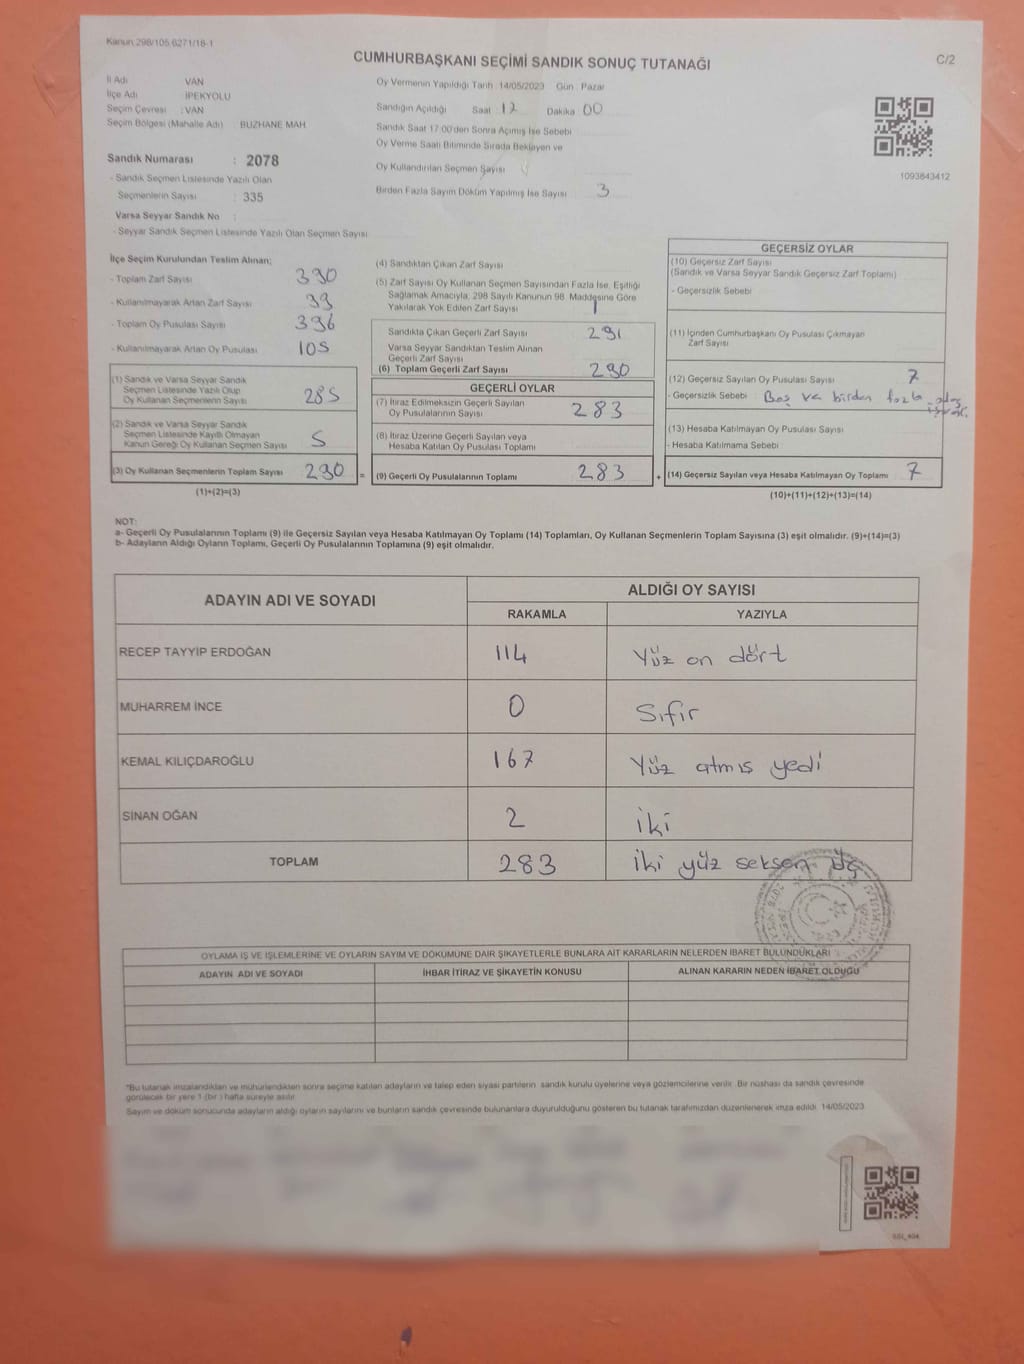 Kanun 298/105,6271/18-1
CUMHURBAŞKANI SEÇİMİ SANDIK SONUÇ TUTANAĞI
C/2
İl Adı VAN
İlçe Adı İPEKYOLU
Seçim Çevresi : VAN
Seçim Bölgesi (Mahalle Adı) BUZHANE MAH
Sandık Numarası : 2078
- Sandık Seçmen Listesinde Yazılı Olan
Seçmenlerin Sayısı : 335
Varsa Seyyar Sandık No :
- Seyyar Sandık Seçmen Listesinde Yazılı Olan Seçmen Sayısı
Oy Vermenin Yapıldığı Tarih 14/05/2023 Gün : Pazar
Sandığın Açıldığı Saat 17 Dakika 00
Sandık Saat 17:00'den Sonra Açılmış İse Sebebi
Oy Verme Saati Bitiminde Sırada Bekleyen ve
Oy Kullandırılan Seçmen Sayısı
Birden Fazla Sayım Döküm Yapılmış İse Sayısı 3
1093843412
İlçe Seçim Kurulundan Teslim Alınan;
- Toplam Zarf Sayısı 390
- Kullanılmayarak Artan Zarf Sayısı 99
- Toplam Oy Pusulası Sayısı 396
- Kullanılmayarak Artan Oy Pusulası 105
(1) Sandık ve Varsa Seyyar Sandık
Seçmen Listesinde Yazılı Olup
Oy Kullanan Seçmenlerin Sayısı 285
(2) Sandık ve Varsa Seyyar Sandık
Seçmen Listesinde Kayıtlı Olmayan
Kanun Gereği Oy Kullanan Seçmen Sayısı 5
(3) Oy Kullanan Seçmenlerin Toplam Sayısı 290 =
(1)+(2)=(3)
(4) Sandıktan Çıkan Zarf Sayısı
(5) Zarf Sayısı Oy Kullanan Seçmen Sayısından Fazla İse, Eşitliği
Sağlamak Amacıyla, 298 Sayılı Kanunun 98. Maddesine Göre
Yakılarak Yok Edilen Zarf Sayısı 1
Sandıkta Çıkan Geçerli Zarf Sayısı 291
Varsa Seyyar Sandıktan Teslim Alınan
Geçerli Zarf Sayısı
(6) Toplam Geçerli Zarf Sayısı 290
GEÇERLİ OYLAR
(7) İtiraz Edilmeksizin Geçerli Sayılan
Oy Pusulalarının Sayısı 283
(8) İtiraz Üzerine Geçerli Sayılan veya
Hesaba Katılan Oy Pusulaları Toplamı
(9) Geçerli Oy Pusulalarının Toplamı 283 +
GEÇERSİZ OYLAR
(10) Geçersiz Zarf Sayısı
(Sandık ve Varsa Seyyar Sandık Geçersiz Zarf Toplamı)
- Geçersizlik Sebebi
(11) İçinden Cumhurbaşkanı Oy Pusulası Çıkmayan
Zarf Sayısı
(12) Geçersiz Sayılan Oy Pusulası Sayısı 7
- Geçersizlik Sebebi Boş ve birden fazla
(13) Hesaba Katılmayan Oy Pusulası Sayısı
- Hesaba Katılmama Sebebi
(14) Geçersiz Sayılan veya Hesaba Katılmayan Oy Toplamı 7
(10)+(11)+(12)+(13)=(14)
NOT:
a- Geçerli Oy Pusulalarının Toplamı (9) ile Geçersiz Sayılan veya Hesaba Katılmayan Oy Toplamı (14) Toplamları, Oy Kullanan Seçmenlerin Toplam Sayısına (3) eşit olmalıdır. (9)+(14)=(3)
b- Adayların Aldığı Oyların Toplamı, Geçerli Oy Pusulalarının Toplamına (9) eşit olmalıdır.
ADAYIN ADI VE SOYADI
ALDIĞI OY SAYISI
RAKAMLA YAZIYLA
RECEP TAYYİP ERDOĞAN 114 Yüz on dört
MUHARREM İNCE 0 Sıfır
KEMAL KILIÇDAROĞLU 167 Yüz atmıs yedi
SİNAN OĞAN 2 iki
TOPLAM 283 iki yüz seksen üç
OYLAMA İŞ VE İŞLEMLERİNE VE OYLARIN SAYIM VE DÖKÜMÜNE DAİR ŞİKAYETLERLE BUNLARA AİT KARARLARIN NELERDEN İBARET BULUNDUKLARI
ADAYIN ADI VE SOYADI İHBAR İTİRAZ VE ŞİKAYETİN KONUSU ALINAN KARARIN NEDEN İBARET OLDUĞU
*Bu tutanak imzalandıktan ve mühürlendikten sonra seçime katılan adayların ve talep eden siyasi partilerin sandık kurulu üyelerine veya gözlemcilerine verilir. Bir nüshası da sandık çevresinde
görülecek bir yere 1 (bir ) hafta süreyle asılır.
Sayım ve döküm sonucunda adayların aldığı oyların sayılarını ve bunların sandık çevresinde bulunanlara duyurulduğunu gösteren bu tutanak tarafımızdan düzenlenerek imza edildi. 14/05/2023